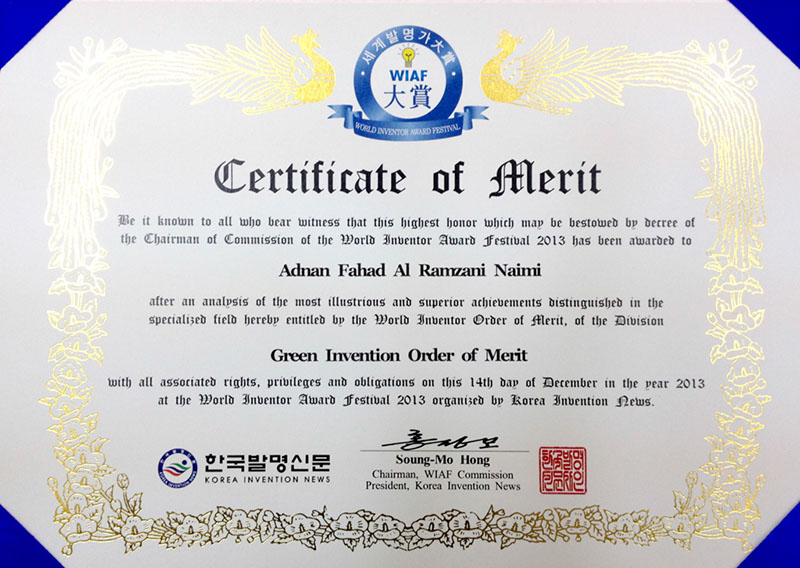 세계발명가大賞
WIAF
大賞
WORLD INVENTOR AWARD FESTIVAL
Certificate of Merit
Be it known to all who bear witness that this highest honor which may be bestowed by decree of
the Chairman of Commission of the World Inventor Award Festival 2013 has been awarded to
Adnan Fahad Al Ramzani Naimi
after an analysis of the most illustrious and superior achievements distinguished in the
specialized field hereby entitled by the World Inventor Order of Merit, of the Division
Green Invention Order of Merit
with all associated rights, privileges and obligations on this 14th day of December in the year 2013
at the World Inventor Award Festival 2013 organized by Korea Invention News.
한국발명신문
KOREA INVENTION NEWS
Soung-Mo Hong
Chairman, WIAF Commission
President, Korea Invention News